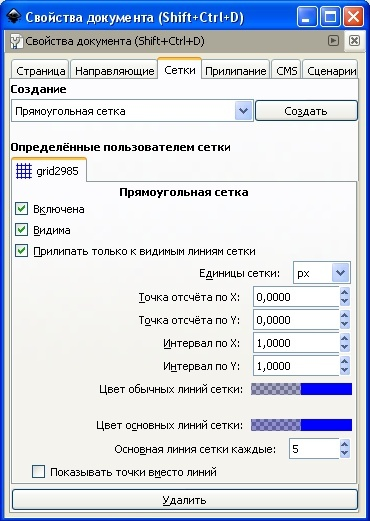 Свойства документа (Shift+Ctrl+D)
Свойства документа (Shift+Ctrl+D)
Страница Направляющие Сетки Прилипание CMS Сценарии
Создание
Прямоугольная сетка Создать
Определённые пользователем сетки
grid2985
Прямоугольная сетка
Включена
Видима
Прилипать только к видимым линиям сетки
Единицы сетки: px
Точка отсчёта по X: 0,0000
Точка отсчёта по Y: 0,0000
Интервал по X: 1,0000
Интервал по Y: 1,0000
Цвет обычных линий сетки:
Цвет основных линий сетки:
Основная линия сетки каждые: 5
Показывать точки вместо линий
Удалить